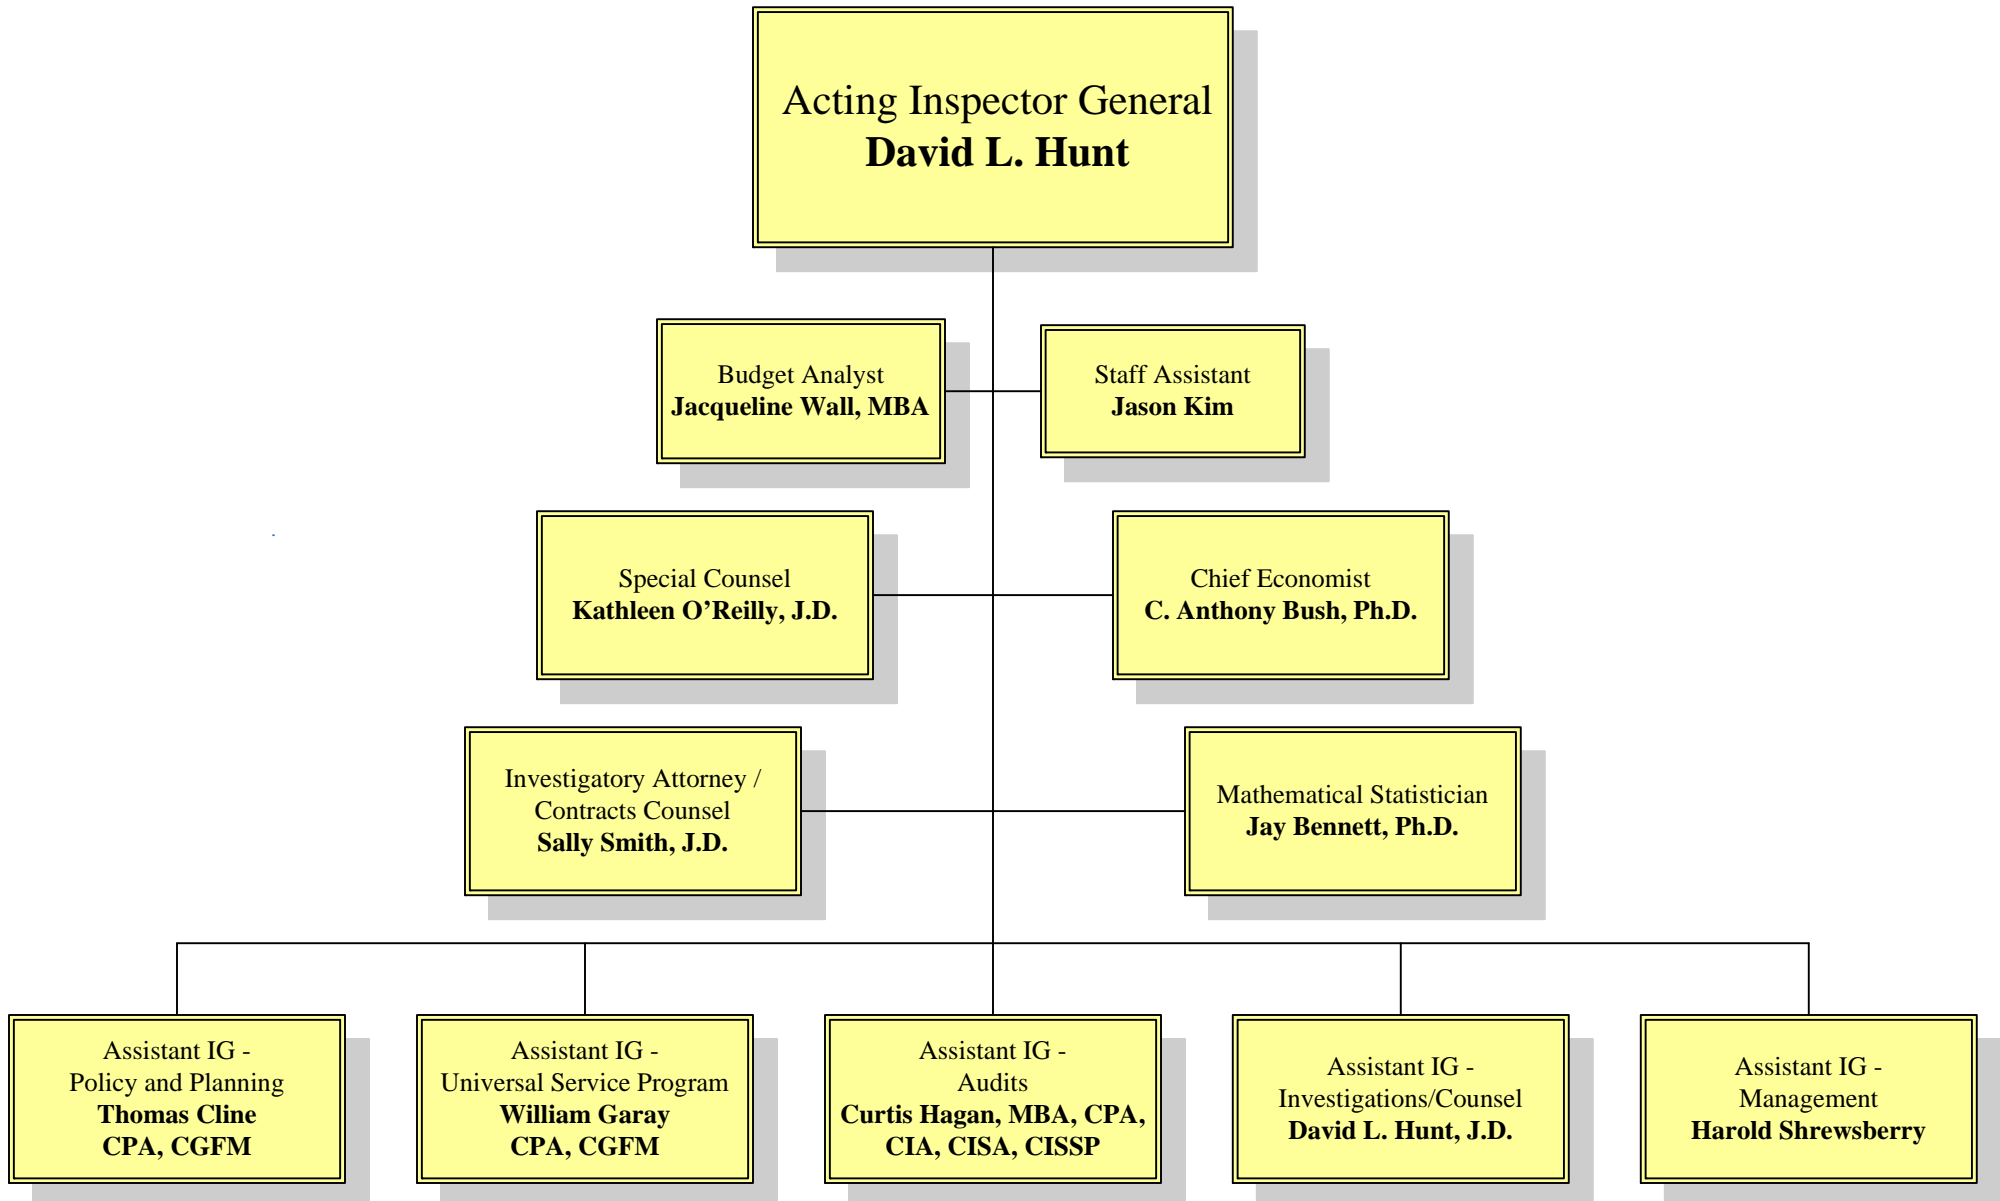 Acting Inspector General
David L. Hunt
Budget Analyst
Jacqueline Wall, MBA
Staff Assistant
Jason Kim
Special Counsel
Kathleen O’Reilly, J.D.
Chief Economist
C. Anthony Bush, Ph.D.
Investigatory Attorney /
Contracts Counsel
Sally Smith, J.D.
Mathematical Statistician
Jay Bennett, Ph.D.
Assistant IG -
Policy and Planning
Thomas Cline
CPA, CGFM
Assistant IG -
Universal Service Program
William Garay
CPA, CGFM
Assistant IG -
Audits
Curtis Hagan, MBA, CPA,
CIA, CISA, CISSP
Assistant IG -
Investigations/Counsel
David L. Hunt, J.D.
Assistant IG -
Management
Harold Shrewsberry